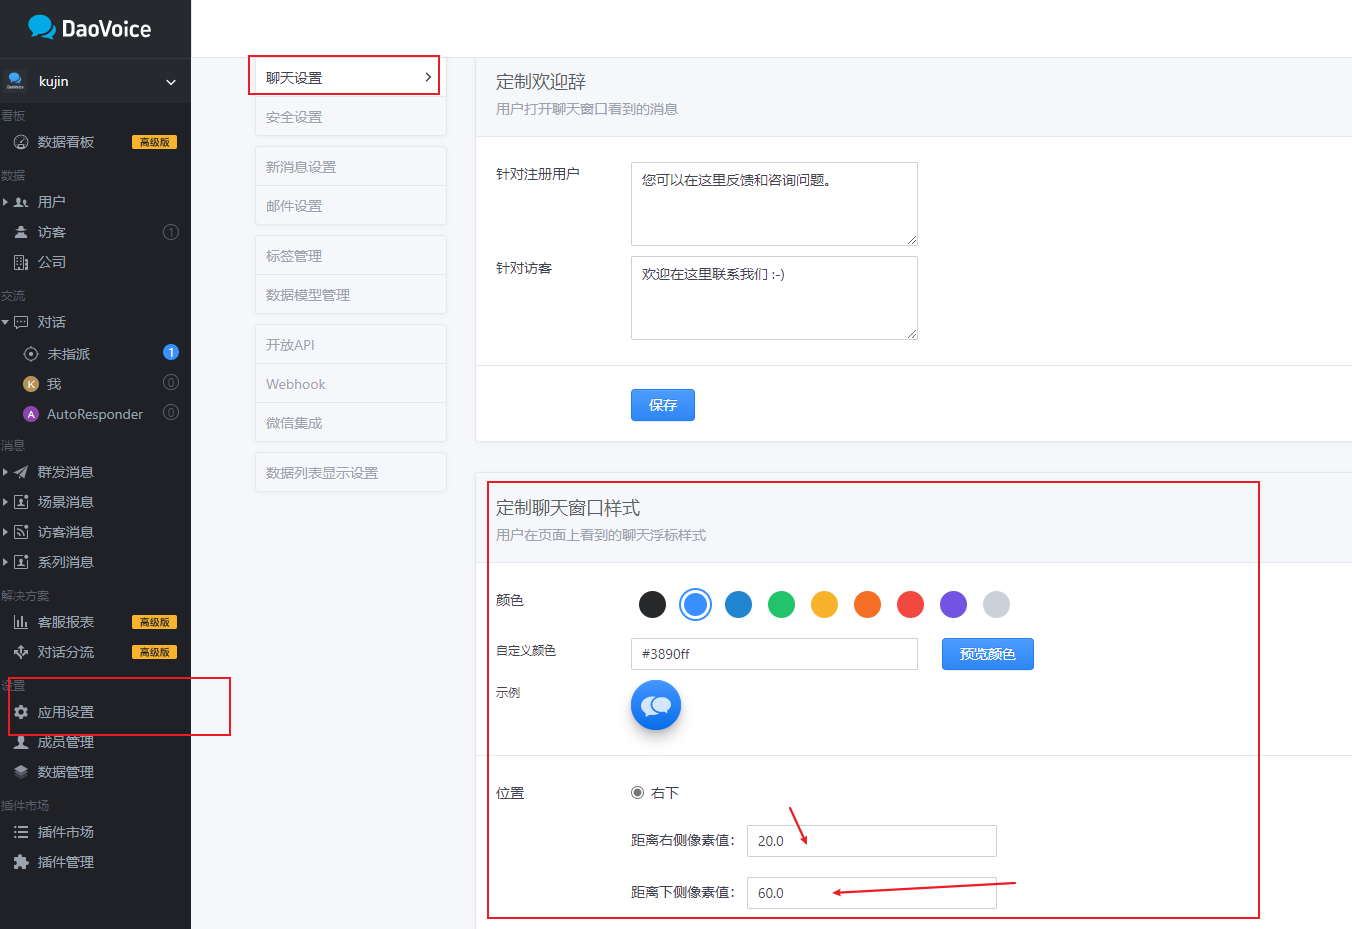 DaoVoice
kujin
看板
数据看板
高级版
数据
用户
访客
1
公司
交流
对话
未指派
1
K
我
0
A
AutoResponder
0
消息
群发消息
场景消息
访客消息
系列消息
解决方案
客服报表
高级版
对话分流
高级版
设置
应用设置
成员管理
数据管理
插件市场
插件市场
插件管理
聊天设置
安全设置
新消息设置
邮件设置
标签管理
数据模型管理
开放API
Webhook
微信集成
数据列表显示设置
定制欢迎辞
用户打开聊天窗口看到的消息
针对注册用户
您可以在这里反馈和咨询问题。
针对访客
欢迎在这里联系我们 :-)
保存
定制聊天窗口样式
用户在页面上看到的聊天浮标样式
颜色
自定义颜色
#3890ff
预览颜色
示例
位置
右下
距离右侧像素值：
20.0
距离下侧像素值：
60.0